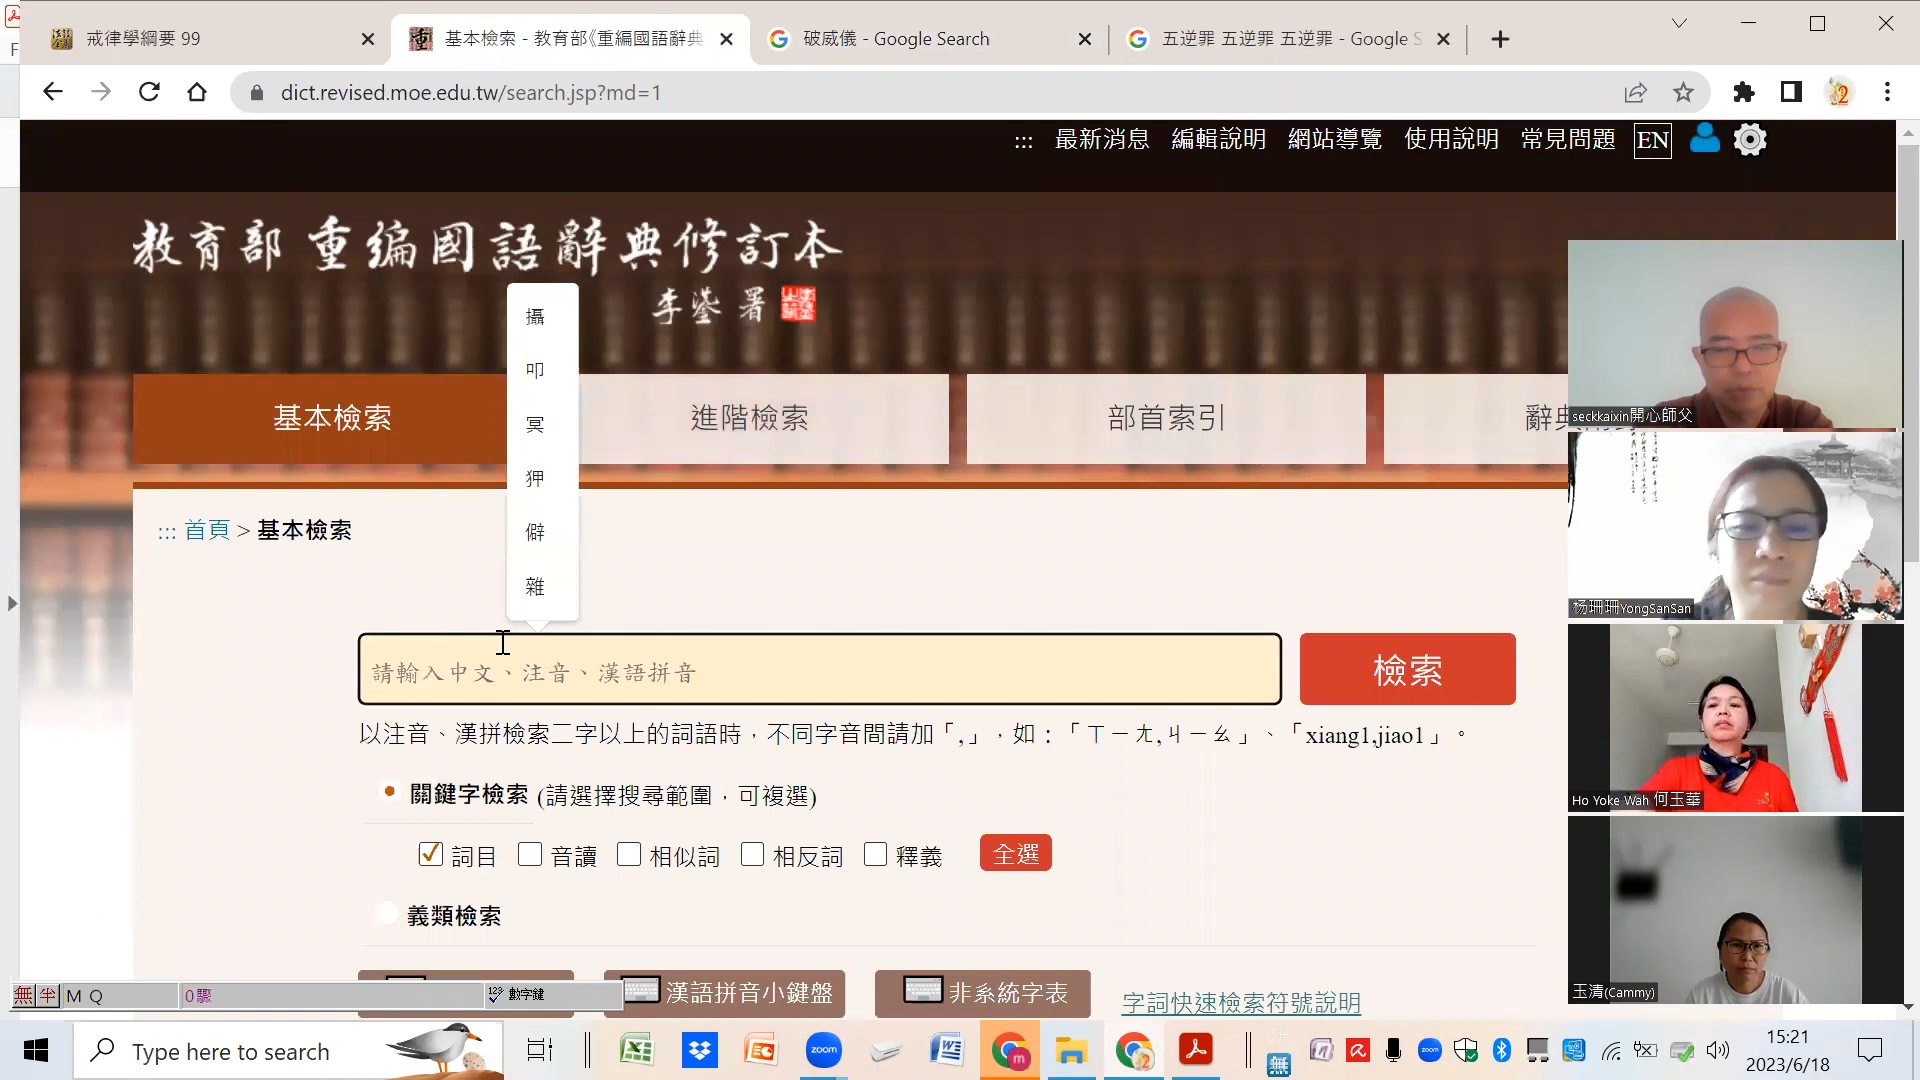 戒律學綱要 99
基本檢索 - 教育部《重編國語辭典
破威儀 - Google Search
五逆罪 五逆罪 五逆罪 - Google S
dict.revised.moe.edu.tw/search.jsp?md=1
::: 最新消息 編輯說明 網站導覽 使用說明 常見問題 EN
教育部 重編國語辭典修訂本
李鍌 署
攝
叩
冥
狎
僻
雜
基本檢索
進階檢索
部首索引
::: 首頁 > 基本檢索
請輸入中文、注音、漢語拼音
檢索
以注音、漢拼檢索二字以上的詞語時，不同字音間請加「,」，如：「ㄒㄧㄤ,ㄐㄧㄠ」、「xiang1,jiao1」。
關鍵字檢索 (請選擇搜尋範圍，可複選)
詞目 音讀 相似詞 相反詞 釋義 全選
義類檢索
漢語拼音小鍵盤
非系統字表
字詞快速檢索符號說明
seckkaixin開心師父
杨珊珊YongSanSan
Ho Yoke Wah 何玉華
玉清(Cammy)
無 半 M Q
數字鍵
Type here to search
zoom
15:21
2023/6/18